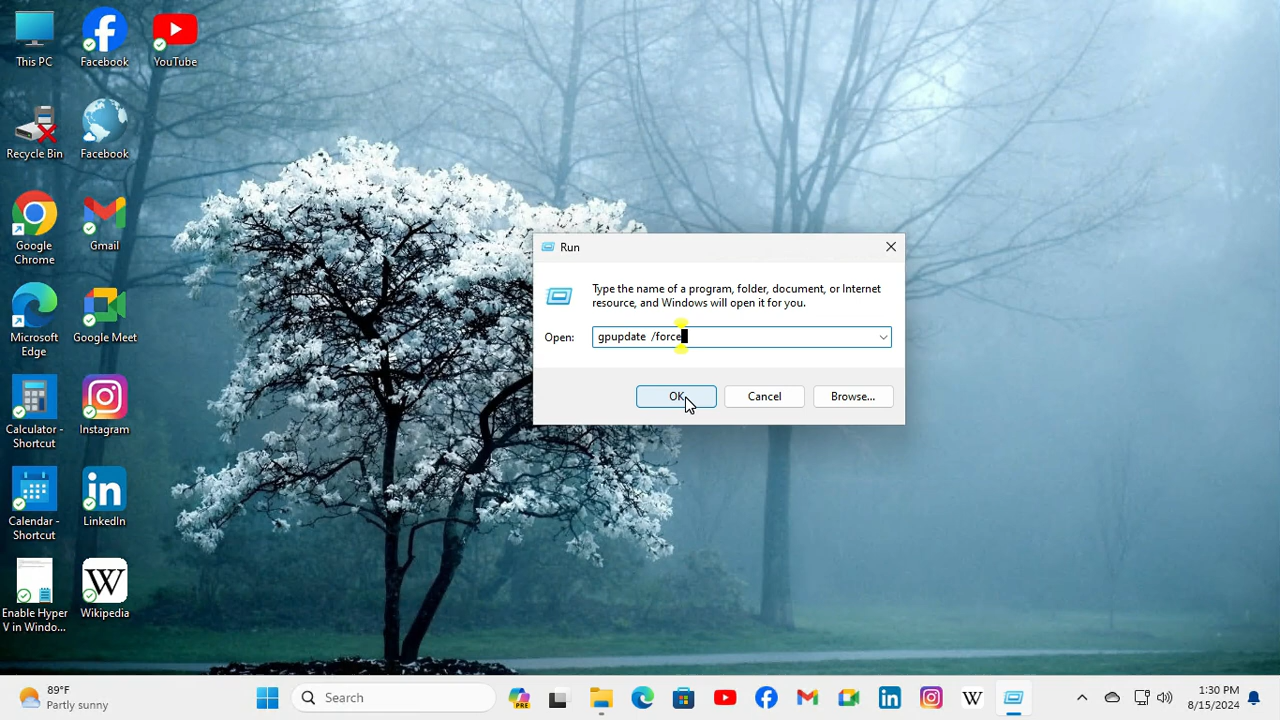 This PC
Facebook
YouTube
Recycle Bin
Facebook
Google
Chrome
Gmail
Microsoft
Edge
Google Meet
Calculator -
Shortcut
Instagram
Calendar -
Shortcut
LinkedIn
Enable Hyper
V in Windo...
Wikipedia
Run
Type the name of a program, folder, document, or Internet
resource, and Windows will open it for you.
Open:
gpupdate /force
OK
Cancel
Browse...
89°F
Partly sunny
Search
PRE
1:30 PM
8/15/2024